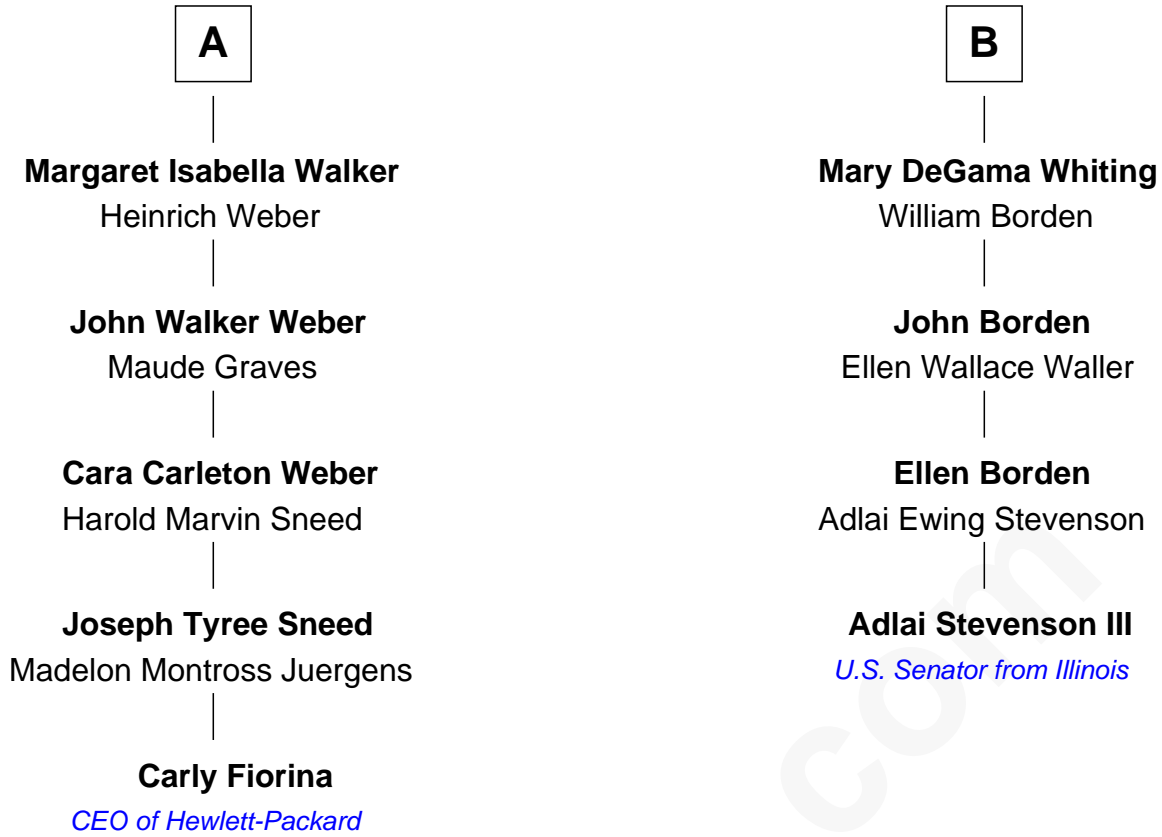 A
Margaret Isabella Walker
Heinrich Weber
John Walker Weber
Maude Graves
Cara Carleton Weber
Harold Marvin Sneed
Joseph Tyree Sneed
Madelon Montross Juergens
Carly Fiorina
CEO of Hewlett-Packard
B
Mary DeGama Whiting
William Borden
John Borden
Ellen Wallace Waller
Ellen Borden
Adlai Ewing Stevenson
Adlai Stevenson III
U.S. Senator from Illinois
com